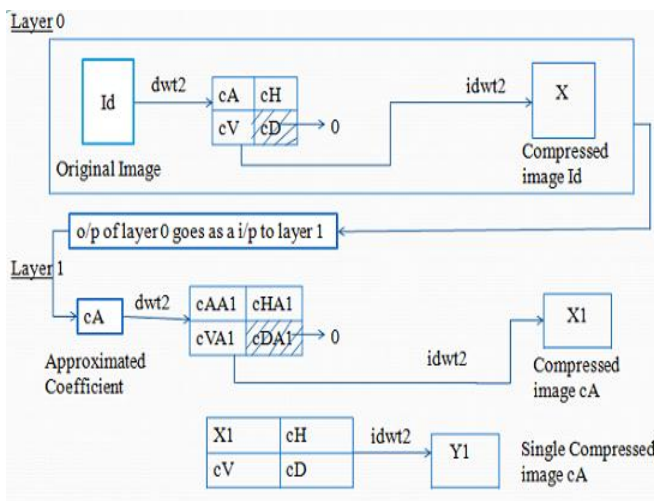 Layer 0
Id
dwt2
cA cH
cV cD 0
idwt2
X
Original Image
Compressed
image Id
o/p of layer 0 goes as a i/p to layer 1
Layer 1
cA
dwt2
cAA1 cHA1
cVA1 cDA1 0
idwt2
X1
Approximated
Coefficient
Compressed
image cA
X1 cH
cV cD
idwt2
Y1
Single Compressed
image cA